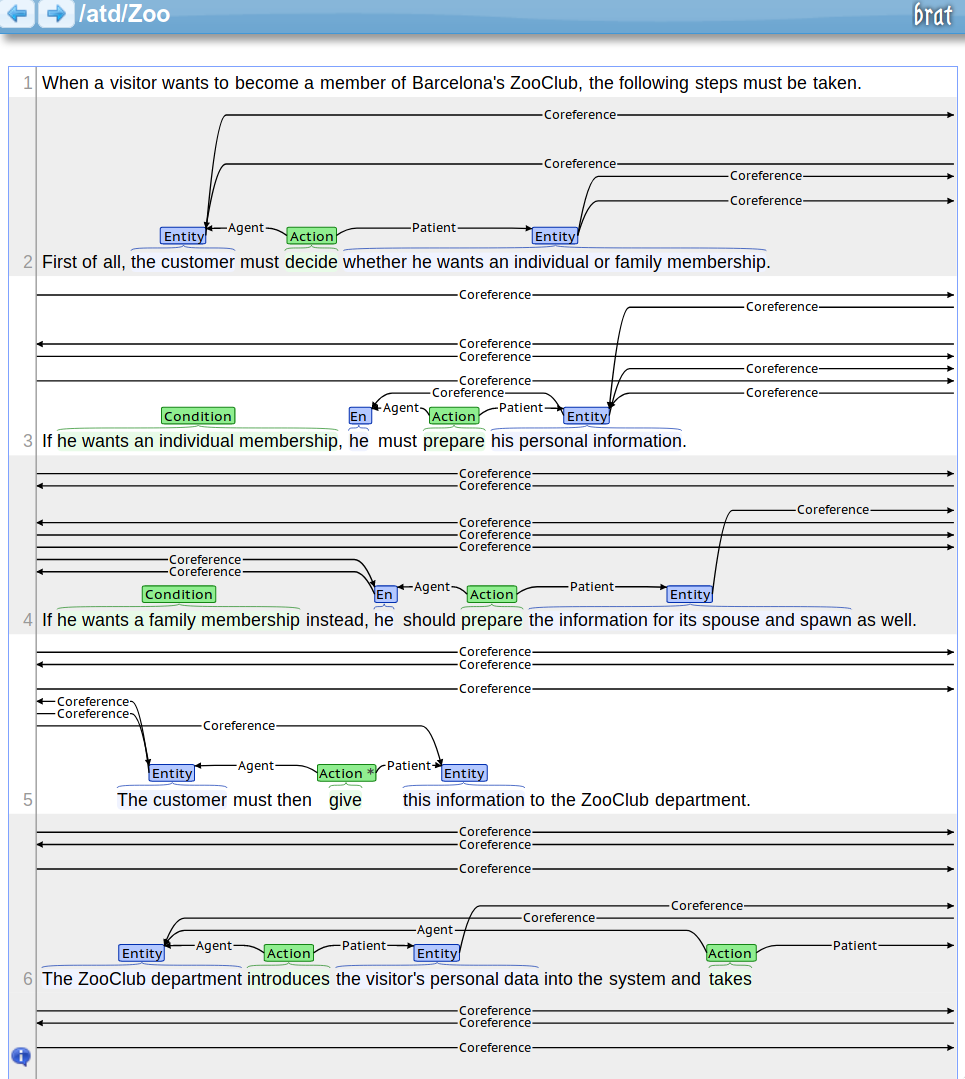 /atd/Zoo brat
1 When a visitor wants to become a member of Barcelona's ZooClub, the following steps must be taken.
Coreference
Coreference
Coreference
Coreference
Entity Agent Action Patient Entity
2 First of all, the customer must decide whether he wants an individual or family membership.
Coreference
Coreference
Coreference
Coreference
Coreference
Coreference
Coreference
Coreference
Condition En Agent Action Patient Entity
3 If he wants an individual membership, he must prepare his personal information.
Coreference
Coreference
Coreference
Coreference
Coreference
Coreference
Coreference
Coreference
Condition En Agent Action Patient Entity
4 If he wants a family membership instead, he should prepare the information for its spouse and spawn as well.
Coreference
Coreference
Coreference
Coreference
Coreference
Coreference
Entity Agent Action * Patient Entity
5 The customer must then give this information to the ZooClub department.
Coreference
Coreference
Coreference
Coreference
Coreference
Agent
Entity Agent Action Patient Entity Action Patient
6 The ZooClub department introduces the visitor's personal data into the system and takes
Coreference
Coreference
Coreference